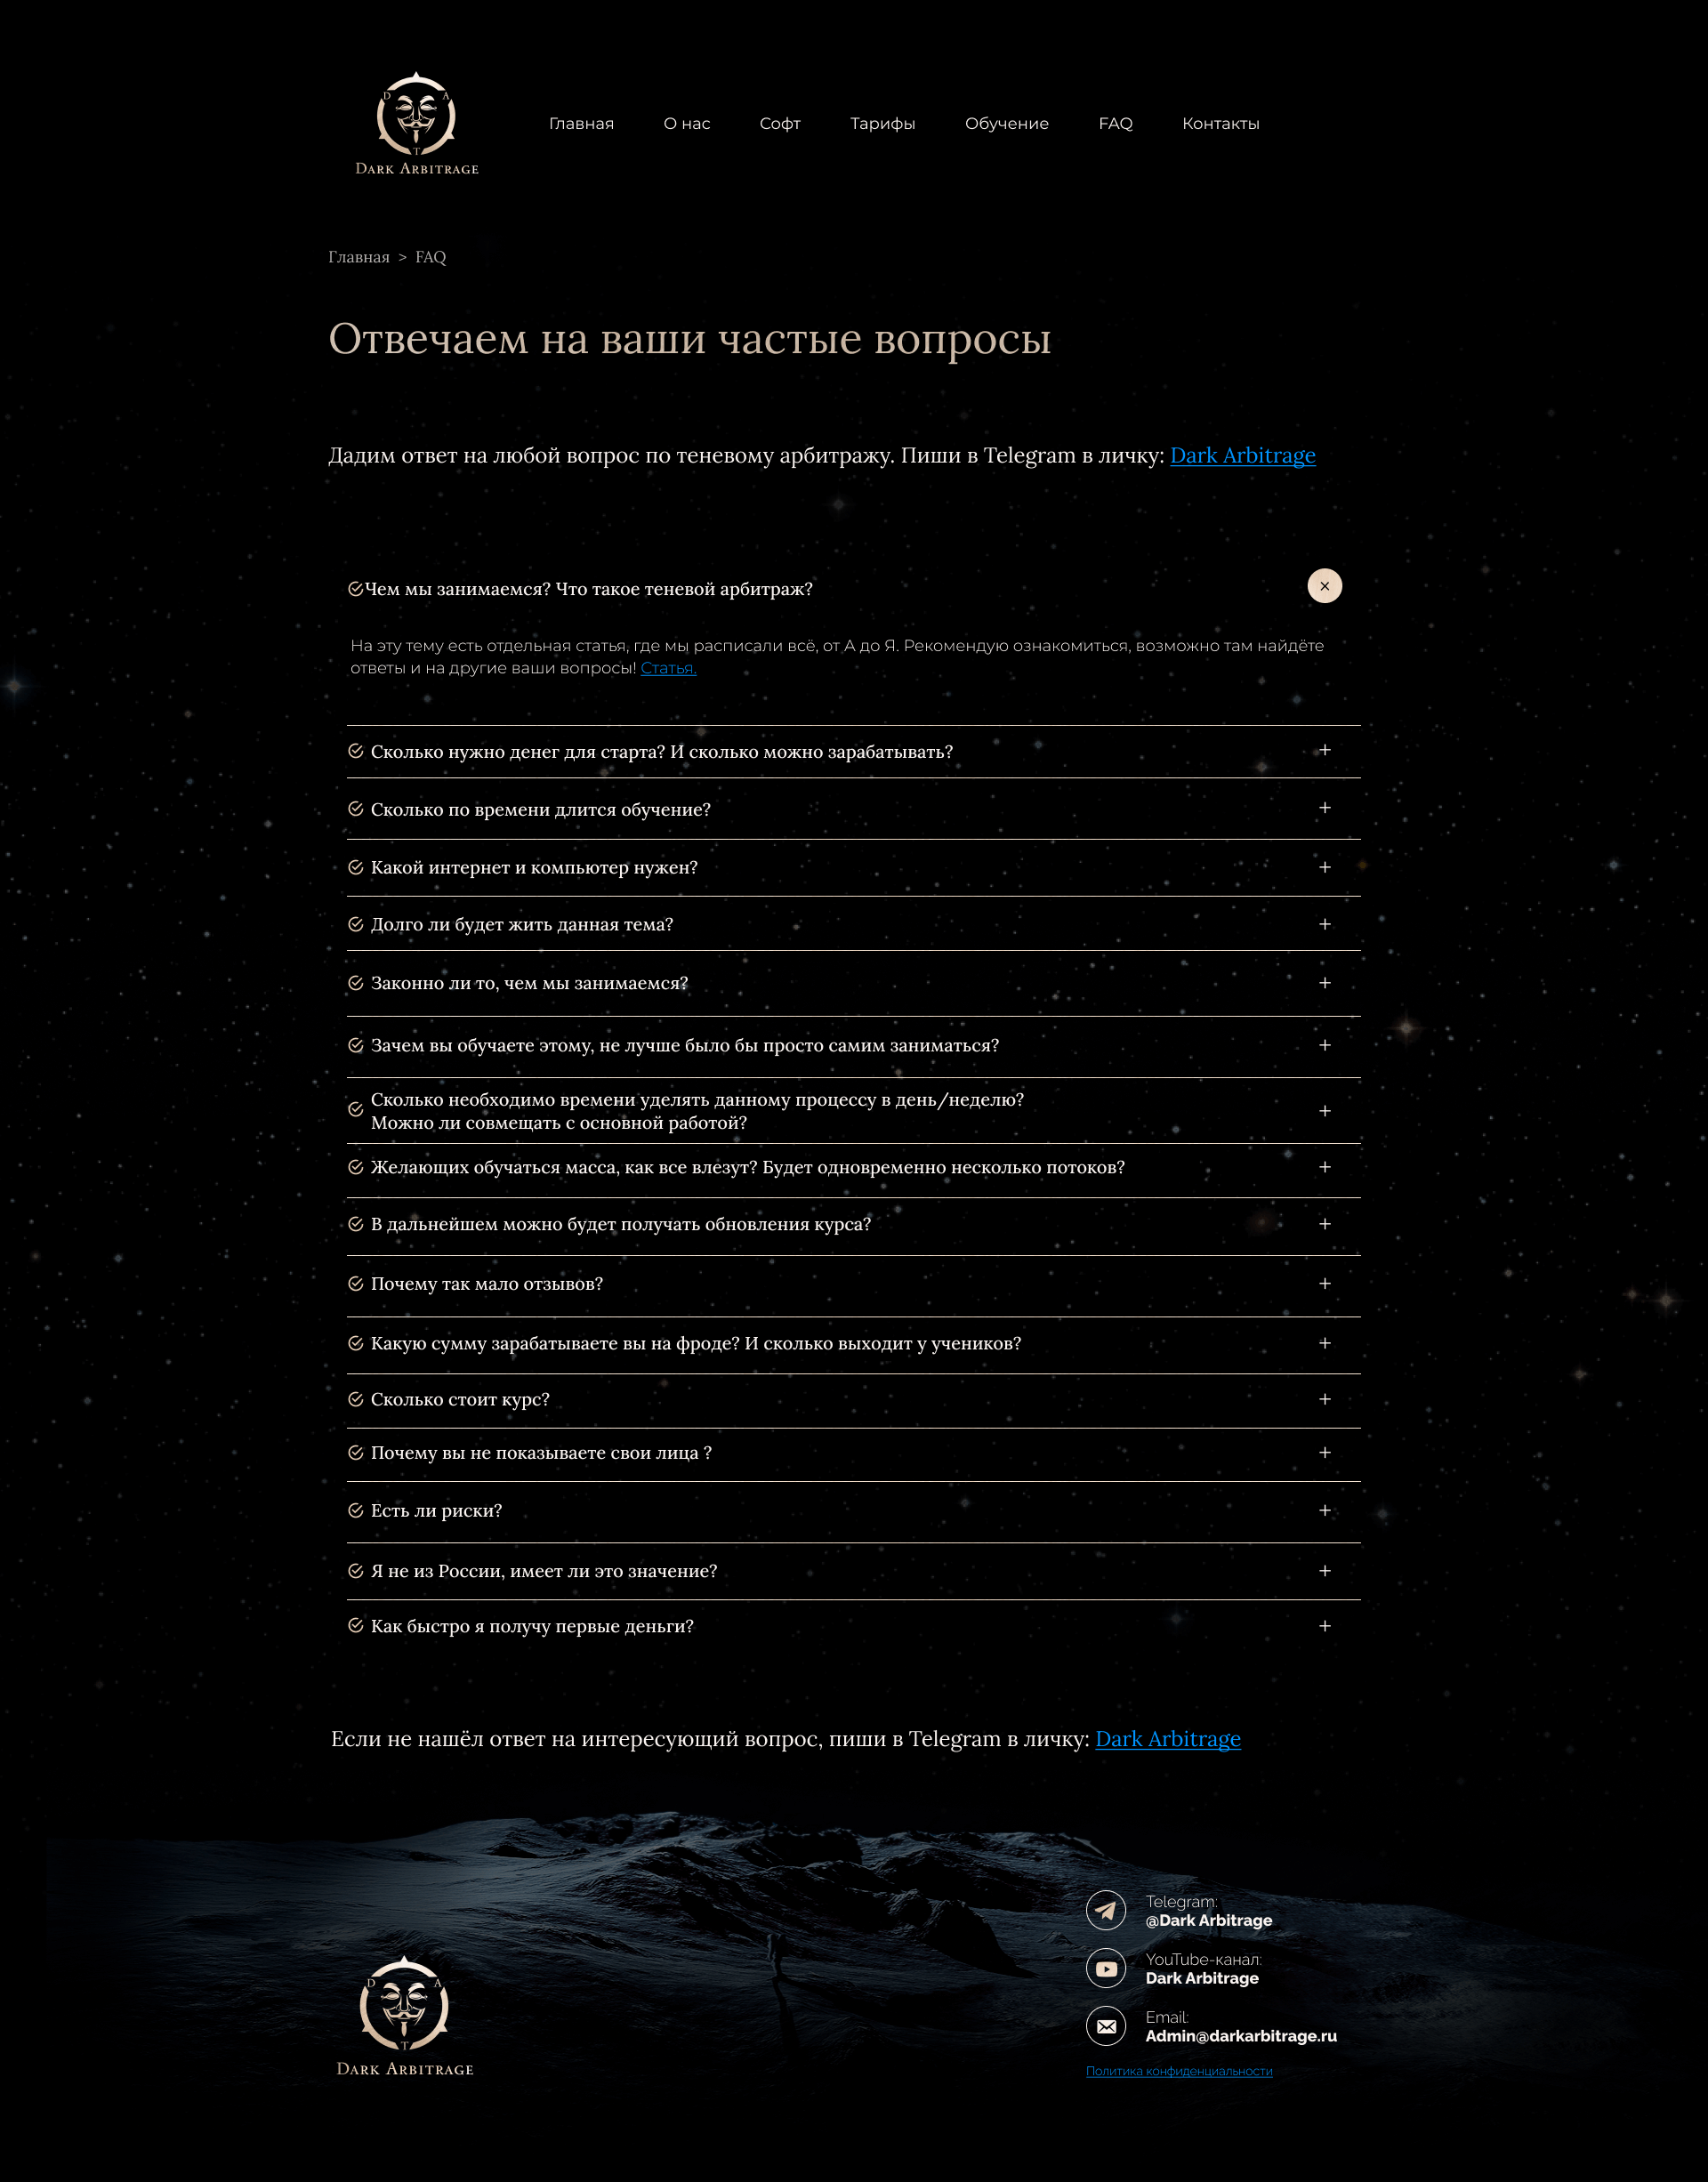 D A
T
Dark Arbitrage
Главная О нас Софт Тарифы Обучение FAQ Контакты
Главная > FAQ
Отвечаем на ваши частые вопросы
Дадим ответ на любой вопрос по теневому арбитражу. Пиши в Telegram в личку: Dark Arbitrage
Чем мы занимаемся? Что такое теневой арбитраж?
На эту тему есть отдельная статья, где мы расписали всё, от А до Я. Рекомендую ознакомиться, возможно там найдёте
ответы и на другие ваши вопросы! Статья.
Сколько нужно денег для старта? И сколько можно зарабатывать?
Сколько по времени длится обучение?
Какой интернет и компьютер нужен?
Долго ли будет жить данная тема?
Законно ли то, чем мы занимаемся?
Зачем вы обучаете этому, не лучше было бы просто самим заниматься?
Сколько необходимо времени уделять данному процессу в день/неделю?
Можно ли совмещать с основной работой?
Желающих обучаться масса, как все влезут? Будет одновременно несколько потоков?
В дальнейшем можно будет получать обновления курса?
Почему так мало отзывов?
Какую сумму зарабатываете вы на фроде? И сколько выходит у учеников?
Сколько стоит курс?
Почему вы не показываете свои лица ?
Есть ли риски?
Я не из России, имеет ли это значение?
Как быстро я получу первые деньги?
Если не нашёл ответ на интересующий вопрос, пиши в Telegram в личку: Dark Arbitrage
D A
T
Dark Arbitrage
Telegram:
@Dark Arbitrage
YouTube-канал:
Dark Arbitrage
Email:
Admin@darkarbitrage.ru
Политика конфиденциальности